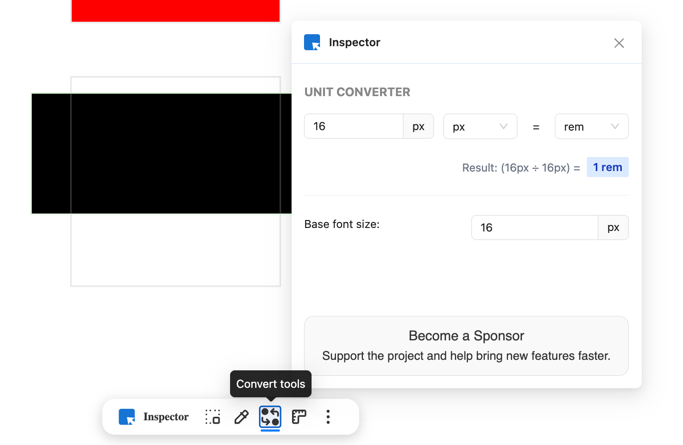 Inspector
UNIT CONVERTER
16 px px = rem
Result: (16px ÷ 16px) = 1 rem
Base font size: 16 px
Become a Sponsor
Support the project and help bring new features faster.
Convert tools
Inspector